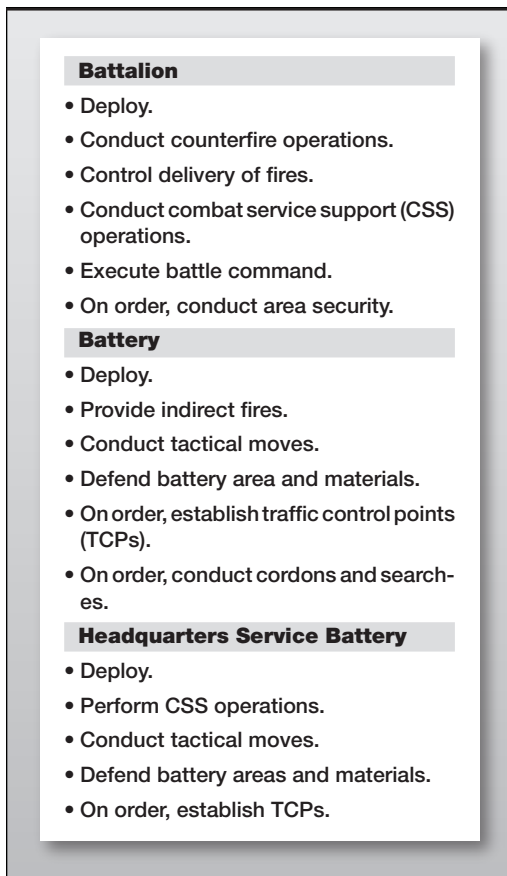 Battalion
• Deploy.
• Conduct counterfire operations.
• Control delivery of fires.
• Conduct combat service support (CSS)
operations.
• Execute battle command.
• On order, conduct area security.
Battery
• Deploy.
• Provide indirect fires.
• Conduct tactical moves.
• Defend battery area and materials.
• On order, establish traffic control points
(TCPs).
• On order, conduct cordons and search-
es.
Headquarters Service Battery
• Deploy.
• Perform CSS operations.
• Conduct tactical moves.
• Defend battery areas and materials.
• On order, establish TCPs.